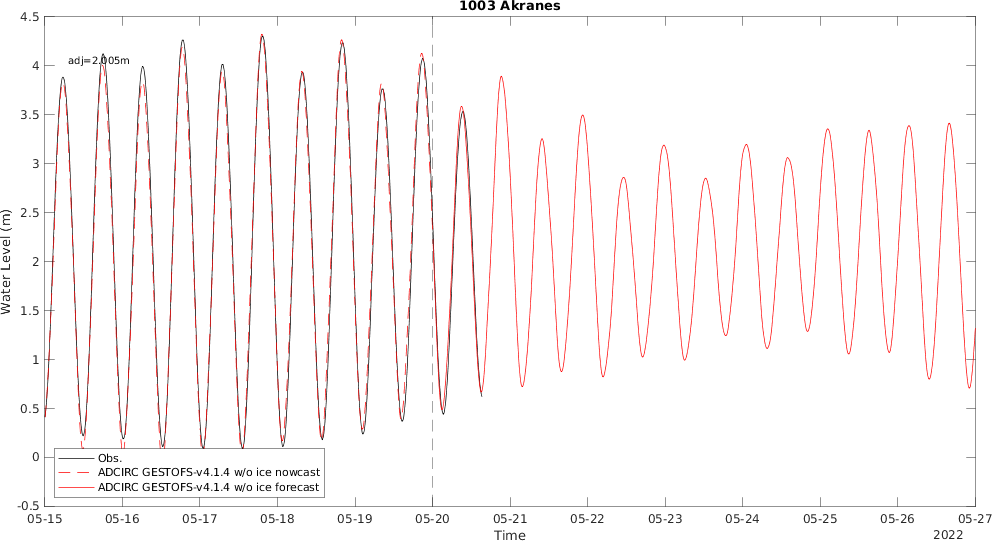 1003 Akranes
4.5
4
3.5
3
2.5
2
1.5
1
0.5
0
-0.5
Water Level (m)
adj=2.005m
Obs.
ADCIRC GESTOFS-v4.1.4 w/o ice nowcast
ADCIRC GESTOFS-v4.1.4 w/o ice forecast
05-15 05-16 05-17 05-18 05-19 05-20 05-21 05-22 05-23 05-24 05-25 05-26 05-27
Time
2022